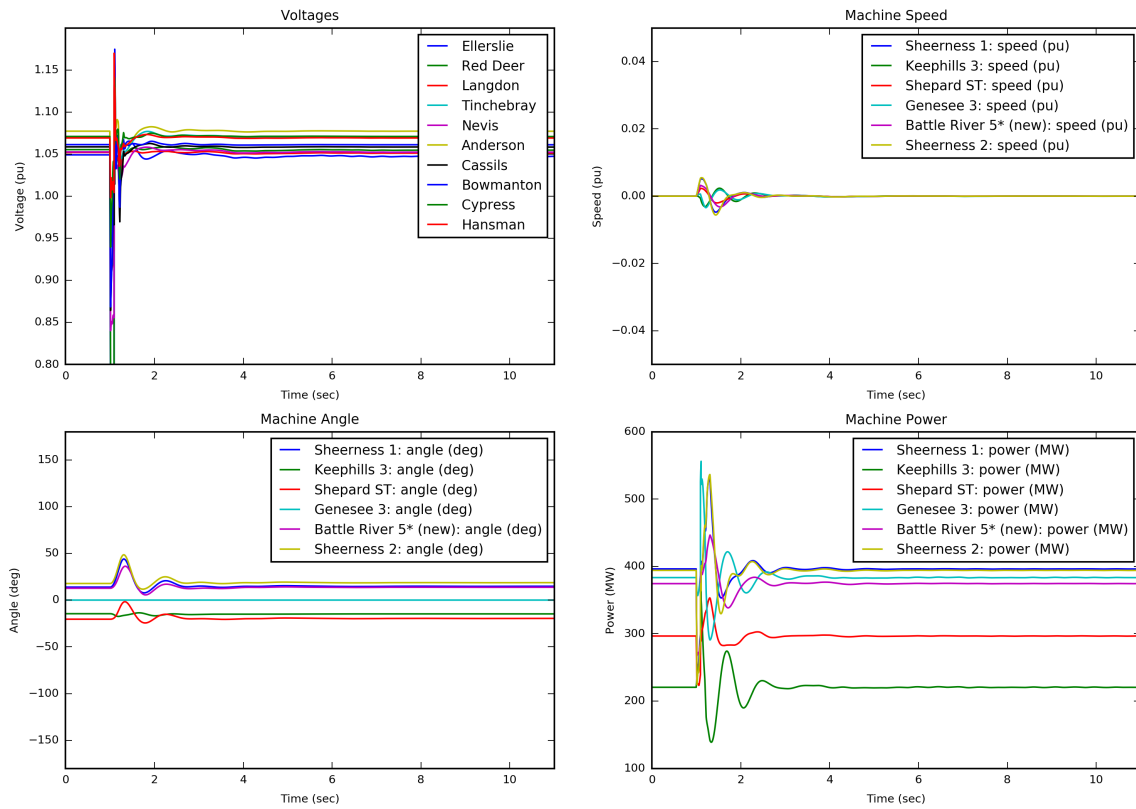 Voltages
1.15
1.10
1.05
1.00
0.95
0.90
0.85
0.80
Voltage (pu)
0
2
4
6
8
10
Time (sec)
Ellerslie
Red Deer
Langdon
Tinchebray
Nevis
Anderson
Cassils
Bowmanton
Cypress
Hansman
Machine Speed
0.04
0.02
0.00
−0.02
−0.04
Speed (pu)
0
2
4
6
8
10
Time (sec)
Sheerness 1: speed (pu)
Keephills 3: speed (pu)
Shepard ST: speed (pu)
Genesee 3: speed (pu)
Battle River 5* (new): speed (pu)
Sheerness 2: speed (pu)
Machine Angle
150
100
50
0
−50
−100
−150
Angle (deg)
0
2
4
6
8
10
Time (sec)
Sheerness 1: angle (deg)
Keephills 3: angle (deg)
Shepard ST: angle (deg)
Genesee 3: angle (deg)
Battle River 5* (new): angle (deg)
Sheerness 2: angle (deg)
Machine Power
600
500
400
300
200
100
Power (MW)
0
2
4
6
8
10
Time (sec)
Sheerness 1: power (MW)
Keephills 3: power (MW)
Shepard ST: power (MW)
Genesee 3: power (MW)
Battle River 5* (new): power (MW)
Sheerness 2: power (MW)